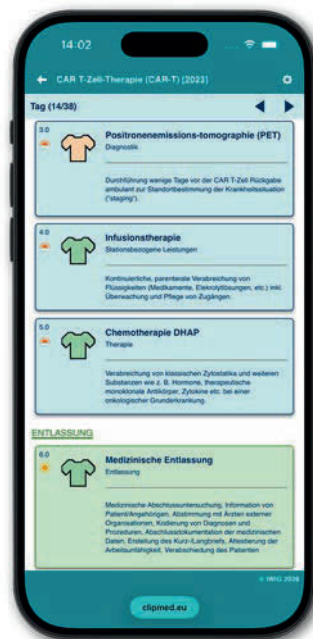 14:02
CAR T-Zell-Therapie (CAR-T) [2023]
Tag (14/38)
3.0
Positronenemissions-tomographie (PET)
Diagnostik
Durchführung wenige Tage vor der CAR T-Zell Rückgabe
ambulant zur Standortbestimmung der Krankheitssituation
("staging").
4.0
Infusionstherapie
Stationsbezogene Leistungen
Kontinuierliche, parenterale Verabreichung von
Flüssigkeiten (Medikamente, Elekrolytlösungen, etc.) inkl.
Überwachung und Pflege von Zugängen.
5.0
Chemotherapie DHAP
Therapie
Verabreichung von klassischen Zytostatika und weiteren
Substanzen wie z. B. Hormone, therapeutische
monoklonale Antikörper, Zytokine etc. bei einer
onkologischer Grunderkrankung.
ENTLASSUNG
6.0
Medizinische Entlassung
Entlassung
Medizinische Abschlussuntersuchung, Information von
Patient/Angehörigen, Abstimmung mit Ärzten externer
Organisationen, Kodierung von Diagnosen und
Prozeduren, Abschlussdokumentation der medizinischen
Daten, Erstellung des Kurz-/Langbriefs, Attestierung der
Arbeitsunfähigkeit, Verabschiedung des Patienten
clipmed.eu